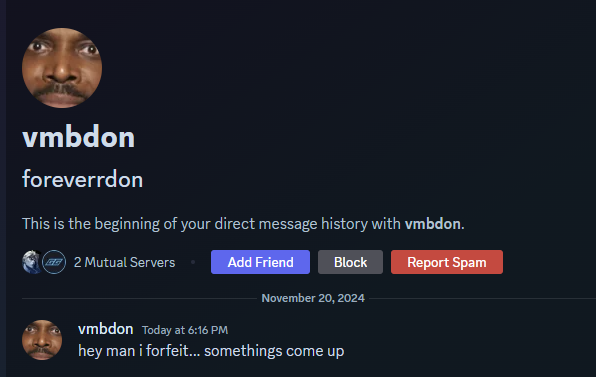 vmbdon
foreverrdon
This is the beginning of your direct message history with vmbdon.
2 Mutual Servers
Add Friend
Block
Report Spam
November 20, 2024
vmbdon Today at 6:16 PM
hey man i forfeit... somethings come up